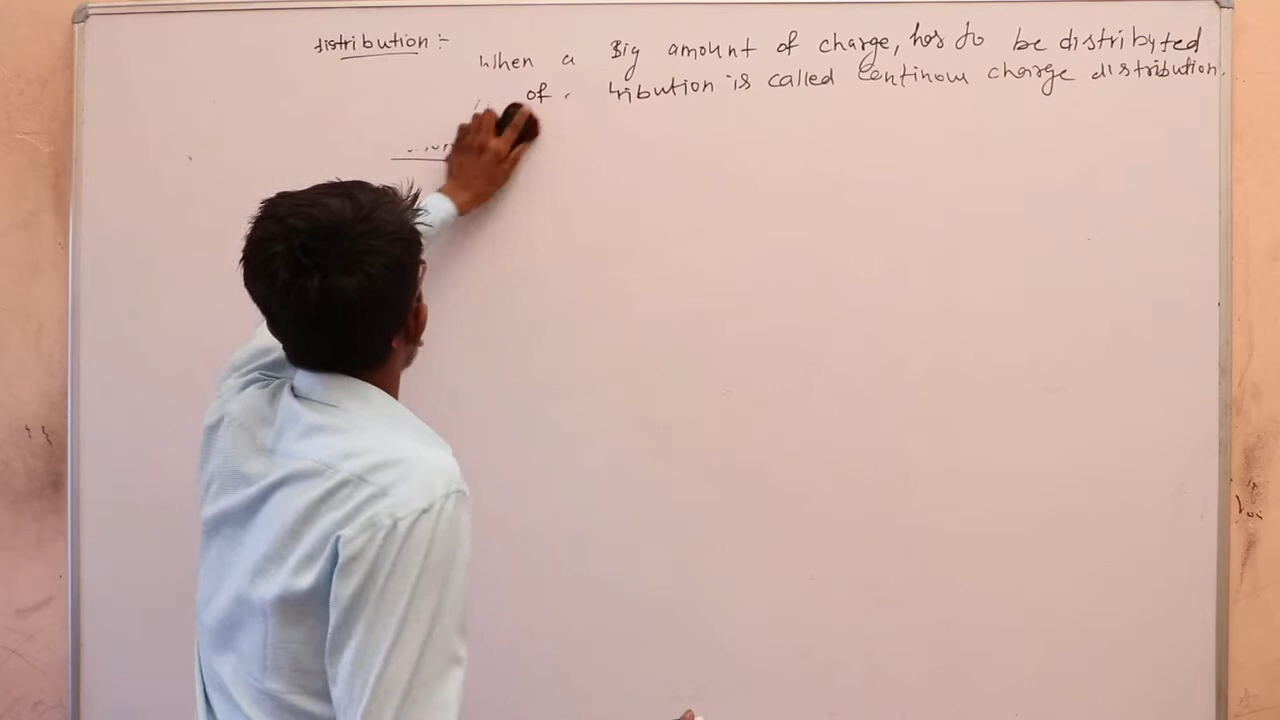 distribution :-
When a Big amount of charge, has to be distributed
of tribution is called Continous charge distribution.